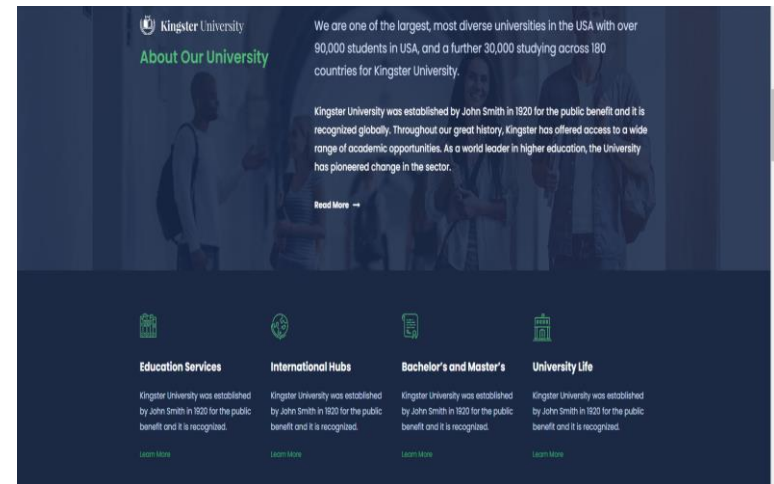 Kingster University
About Our University
We are one of the largest, most diverse universities in the USA with over
90,000 students in USA, and a further 30,000 studying across 180
countries for Kingster University.
Kingster University was established by John Smith in 1920 for the public benefit and it is
recognized globally. Throughout our great history, Kingster has offered access to a wide
range of academic opportunities. As a world leader in higher education, the University
has pioneered change in the sector.
Read More →
Education Services
Kingster University was established
by John Smith in 1920 for the public
benefit and it is recognized.
Learn More
International Hubs
Kingster University was established
by John Smith in 1920 for the public
benefit and it is recognized.
Learn More
Bachelor's and Master's
Kingster University was established
by John Smith in 1920 for the public
benefit and it is recognized.
Learn More
University Life
Kingster University was established
by John Smith in 1920 for the public
benefit and it is recognized.
Learn More